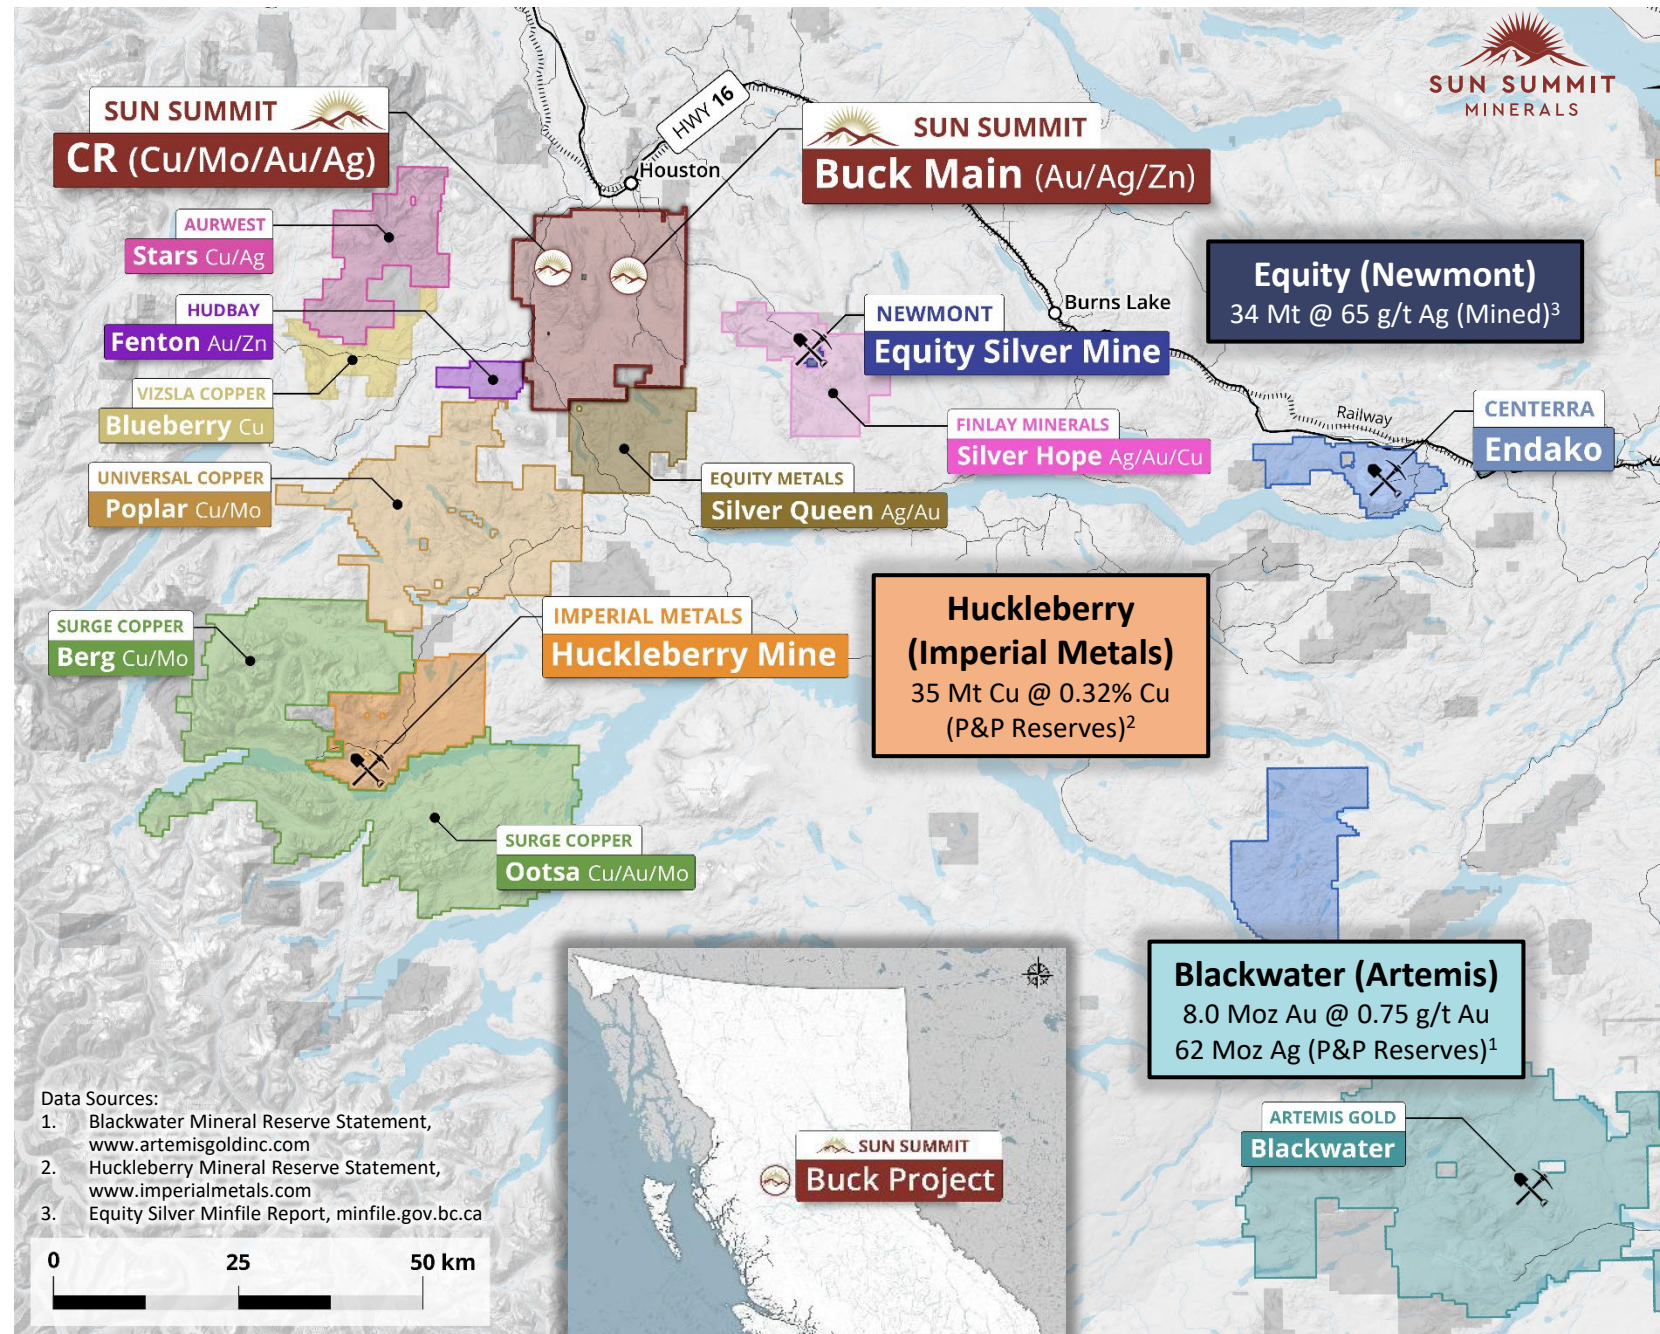 SUN SUMMIT
MINERALS
SUN SUMMIT
CR (Cu/Mo/Au/Ag)
HWY 16
Houston
SUN SUMMIT
Buck Main (Au/Ag/Zn)
AURWEST
Stars Cu/Ag
HUDBAY
Fenton Au/Zn
VIZSLA COPPER
Blueberry Cu
UNIVERSAL COPPER
Poplar Cu/Mo
NEWMONT
Equity Silver Mine
Burns Lake
Equity (Newmont)
34 Mt @ 65 g/t Ag (Mined)3
FINLAY MINERALS
Silver Hope Ag/Au/Cu
Railway
CENTERRA
Endako
EQUITY METALS
Silver Queen Ag/Au
SURGE COPPER
Berg Cu/Mo
IMPERIAL METALS
Huckleberry Mine
Huckleberry
(Imperial Metals)
35 Mt Cu @ 0.32% Cu
(P&P Reserves)2
SURGE COPPER
Ootsa Cu/Au/Mo
Blackwater (Artemis)
8.0 Moz Au @ 0.75 g/t Au
62 Moz Ag (P&P Reserves)1
ARTEMIS GOLD
Blackwater
SUN SUMMIT
Buck Project
Data Sources:
1. Blackwater Mineral Reserve Statement,
www.artemisgoldinc.com
2. Huckleberry Mineral Reserve Statement,
www.imperialmetals.com
3. Equity Silver Minfile Report, minfile.gov.bc.ca
0 25 50 km